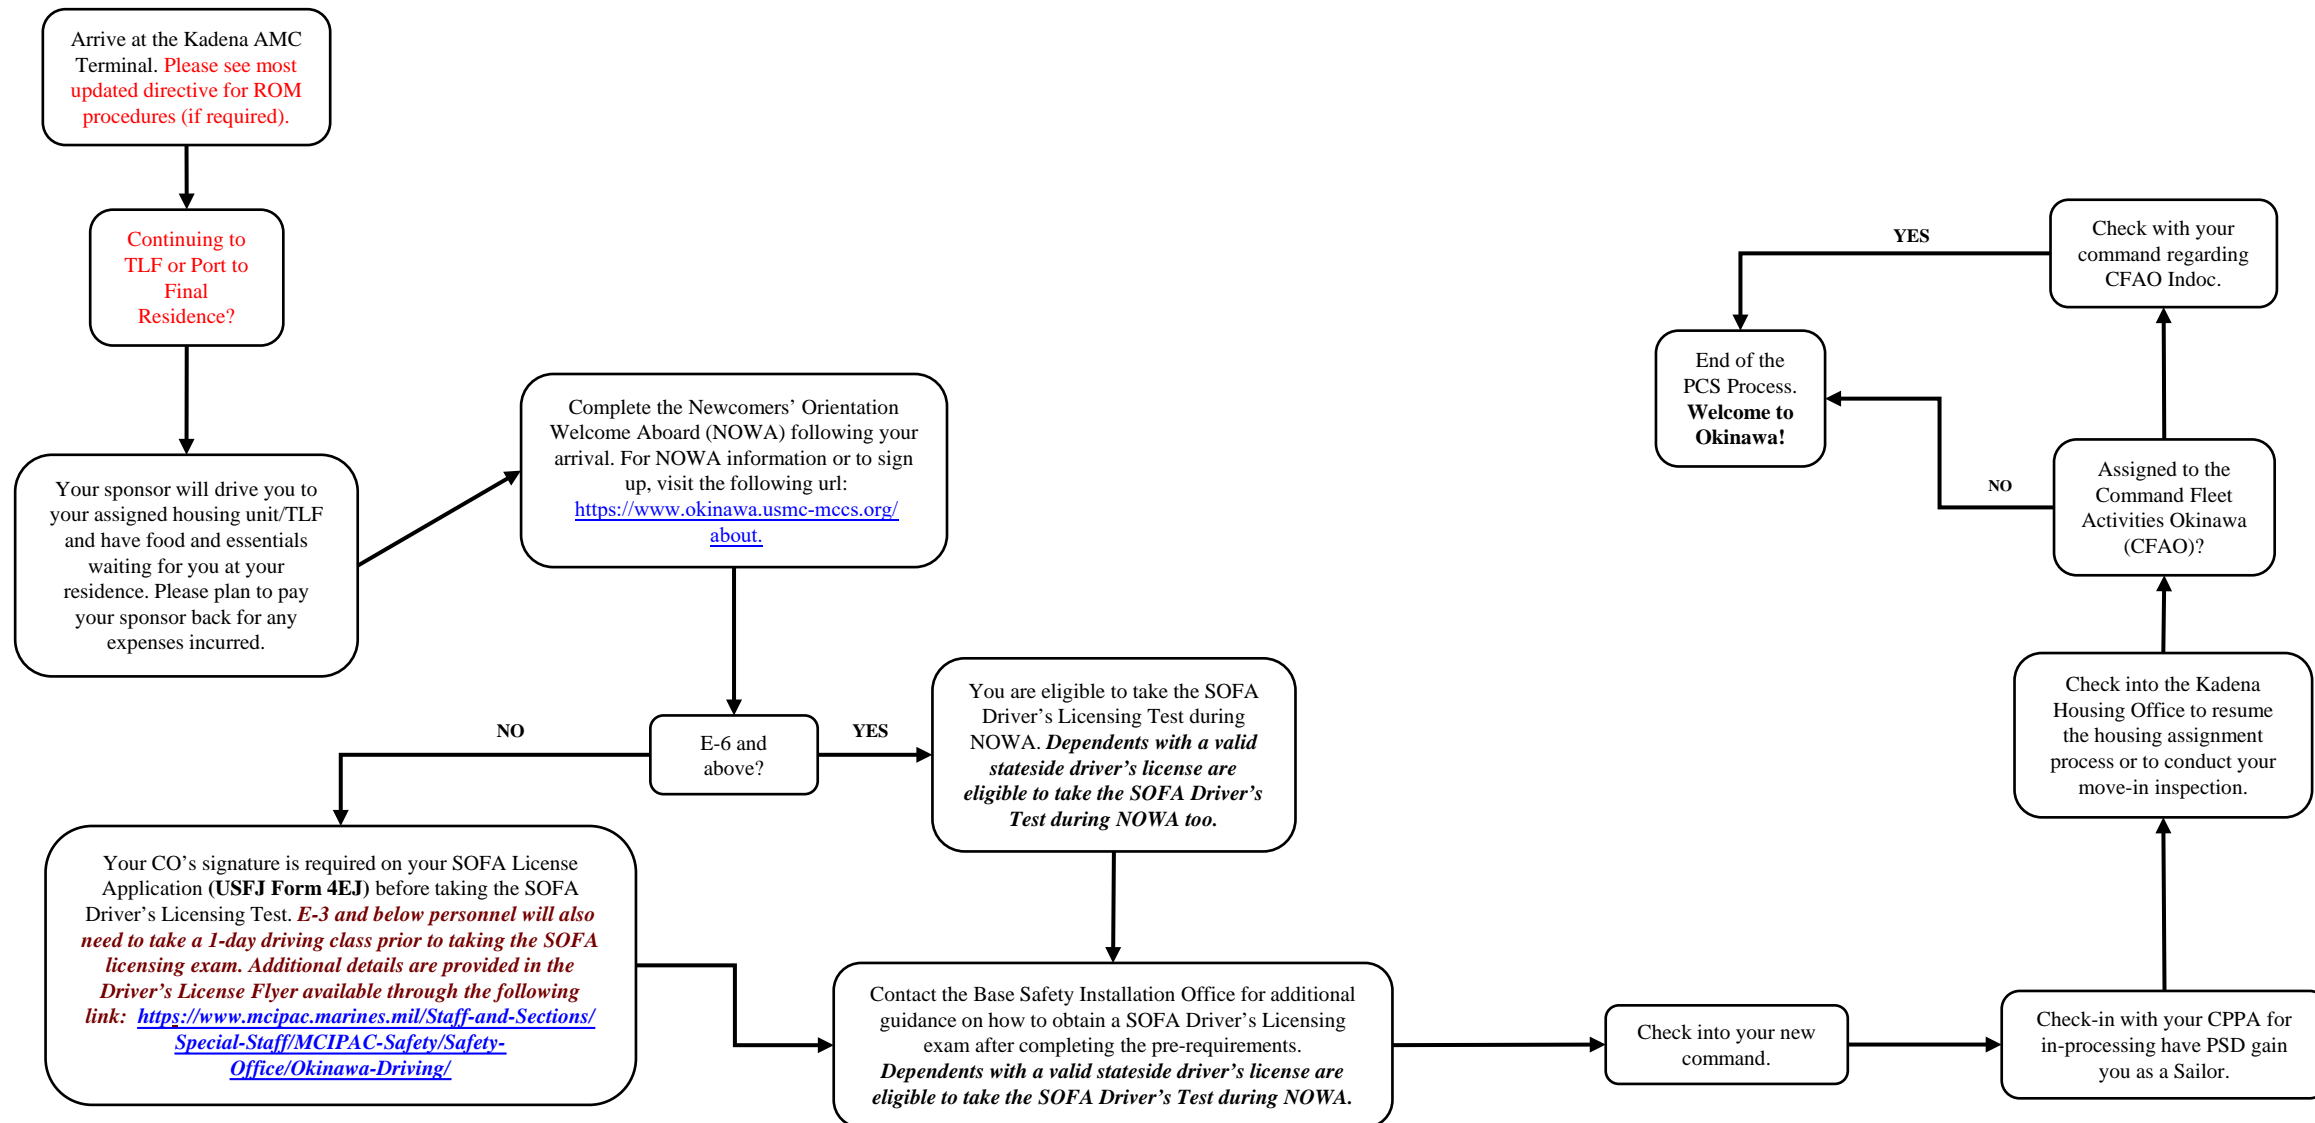 Arrive at the Kadena AMC
Terminal. Please see most
updated directive for ROM
procedures (if required).
Continuing to
TLF or Port to
Final
Residence?
Your sponsor will drive you to
your assigned housing unit/TLF
and have food and essentials
waiting for you at your
residence. Please plan to pay
your sponsor back for any
expenses incurred.
Complete the Newcomers’ Orientation
Welcome Aboard (NOWA) following your
arrival. For NOWA information or to sign
up, visit the following url:
https://www.okinawa.usmc-mccs.org/
about.
E-6 and
above?
NO
YES
You are eligible to take the SOFA
Driver’s Licensing Test during
NOWA. Dependents with a valid
stateside driver’s license are
eligible to take the SOFA Driver’s
Test during NOWA too.
Your CO’s signature is required on your SOFA License
Application (USFJ Form 4EJ) before taking the SOFA
Driver’s Licensing Test. E-3 and below personnel will also
need to take a 1-day driving class prior to taking the SOFA
licensing exam. Additional details are provided in the
Driver’s License Flyer available through the following
link: https://www.mcipac.marines.mil/Staff-and-Sections/
Special-Staff/MCIPAC-Safety/Safety-
Office/Okinawa-Driving/
Contact the Base Safety Installation Office for additional
guidance on how to obtain a SOFA Driver’s Licensing
exam after completing the pre-requirements.
Dependents with a valid stateside driver’s license are
eligible to take the SOFA Driver’s Test during NOWA.
Check into your new
command.
Check-in with your CPPA for
in-processing have PSD gain
you as a Sailor.
Check into the Kadena
Housing Office to resume
the housing assignment
process or to conduct your
move-in inspection.
Assigned to the
Command Fleet
Activities Okinawa
(CFAO)?
NO
Check with your
command regarding
CFAO Indoc.
YES
End of the
PCS Process.
Welcome to
Okinawa!